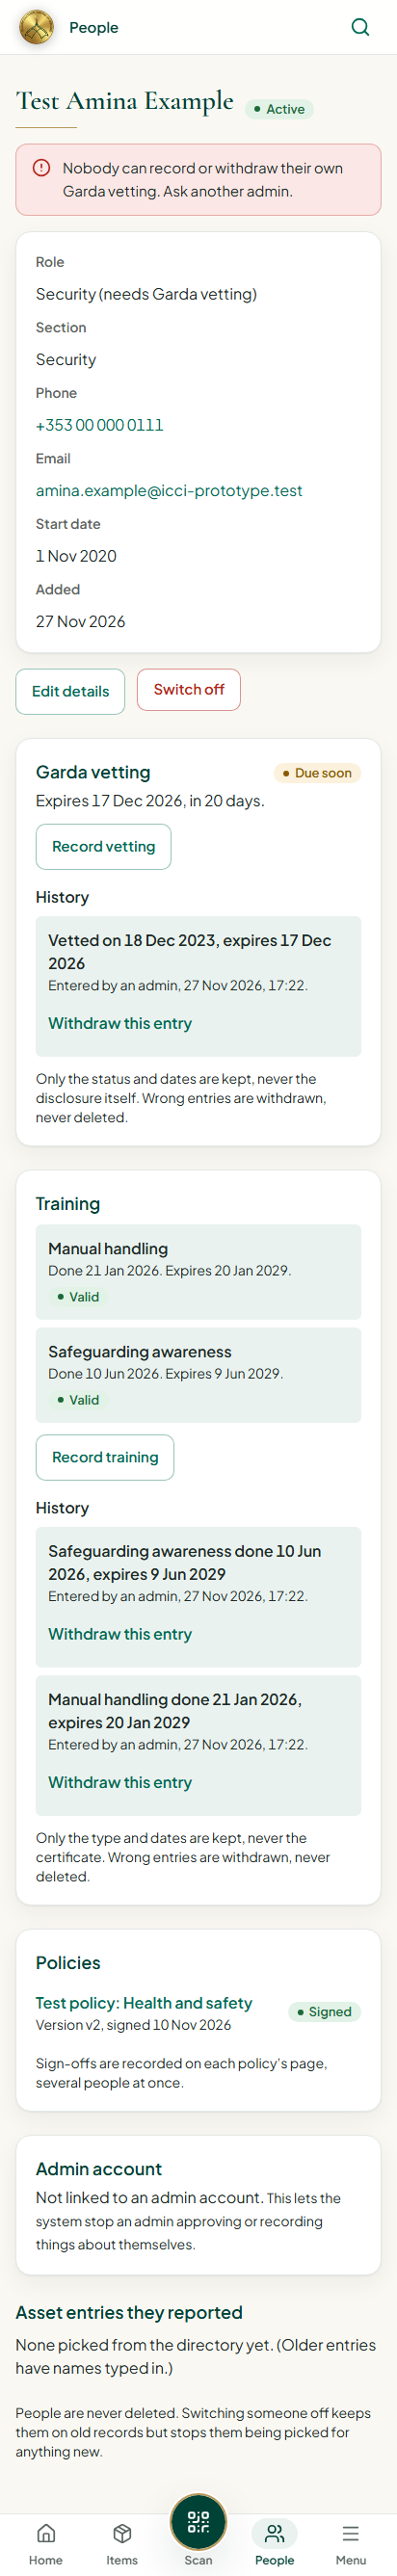 People
Test Amina Example
Active
Nobody can record or withdraw their own
Garda vetting. Ask another admin.
Role
Security (needs Garda vetting)
Section
Security
Phone
+353 00 000 0111
Email
amina.example@icci-prototype.test
Start date
1 Nov 2020
Added
27 Nov 2026
Edit details
Switch off
Garda vetting
Due soon
Expires 17 Dec 2026, in 20 days.
Record vetting
History
Vetted on 18 Dec 2023, expires 17 Dec
2026
Entered by an admin, 27 Nov 2026, 17:22.
Withdraw this entry
Only the status and dates are kept, never the
disclosure itself. Wrong entries are withdrawn,
never deleted.
Training
Manual handling
Done 21 Jan 2026. Expires 20 Jan 2029.
Valid
Safeguarding awareness
Done 10 Jun 2026. Expires 9 Jun 2029.
Valid
Record training
History
Safeguarding awareness done 10 Jun
2026, expires 9 Jun 2029
Entered by an admin, 27 Nov 2026, 17:22.
Withdraw this entry
Manual handling done 21 Jan 2026,
expires 20 Jan 2029
Entered by an admin, 27 Nov 2026, 17:22.
Withdraw this entry
Only the type and dates are kept, never the
certificate. Wrong entries are withdrawn, never
deleted.
Policies
Test policy: Health and safety
Version v2, signed 10 Nov 2026
Signed
Sign-offs are recorded on each policy's page,
several people at once.
Admin account
Not linked to an admin account. This lets the
system stop an admin approving or recording
things about themselves.
Asset entries they reported
None picked from the directory yet. (Older entries
have names typed in.)
People are never deleted. Switching someone off keeps
them on old records but stops them being picked for
anything new.
Home
Items
Scan
People
Menu